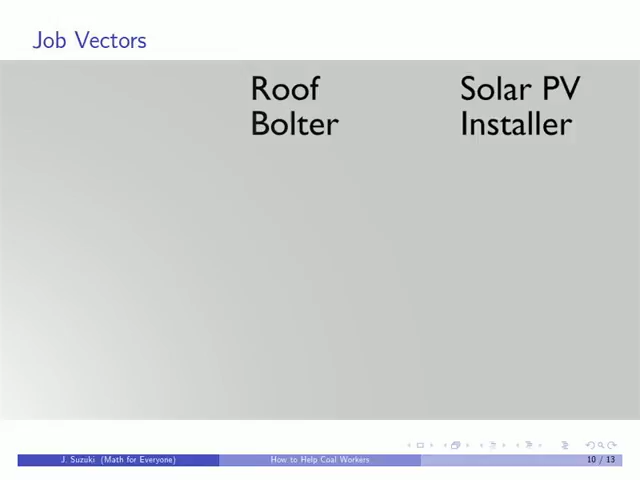 Job Vectors
Roof
Bolter
Solar PV
Installer
J. Suzuki (Math for Everyone)
How to Help Coal Workers
10 / 13